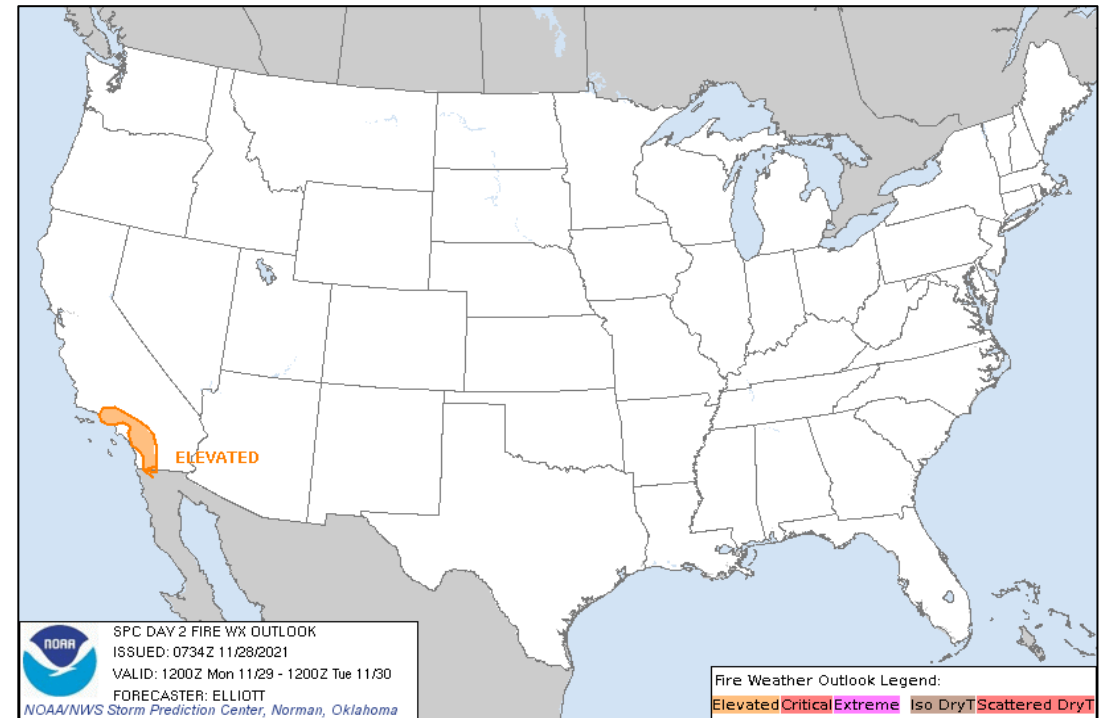 ELEVATED
NOAA
SPC DAY 2 FIRE WX OUTLOOK
ISSUED: 0734Z 11/28/2021
VALID: 1200Z Mon 11/29 - 1200Z Tue 11/30
FORECASTER: ELLIOTT
NOAA/NWS Storm Prediction Center, Norman, Oklahoma
Fire Weather Outlook Legend:
Elevated Critical Extreme Iso DryT Scattered DryT